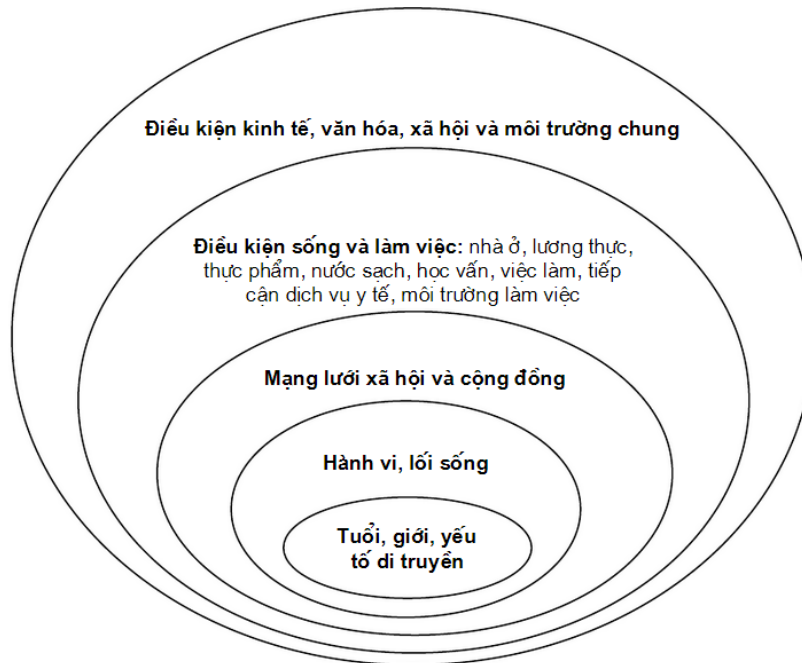 Điều kiện kinh tế, văn hóa, xã hội và môi trường chung
Điều kiện sống và làm việc: nhà ở, lương thực,
thực phẩm, nước sạch, học vấn, việc làm, tiếp
cận dịch vụ y tế, môi trường làm việc
Mạng lưới xã hội và cộng đồng
Hành vi, lối sống
Tuổi, giới, yếu
tố di truyền